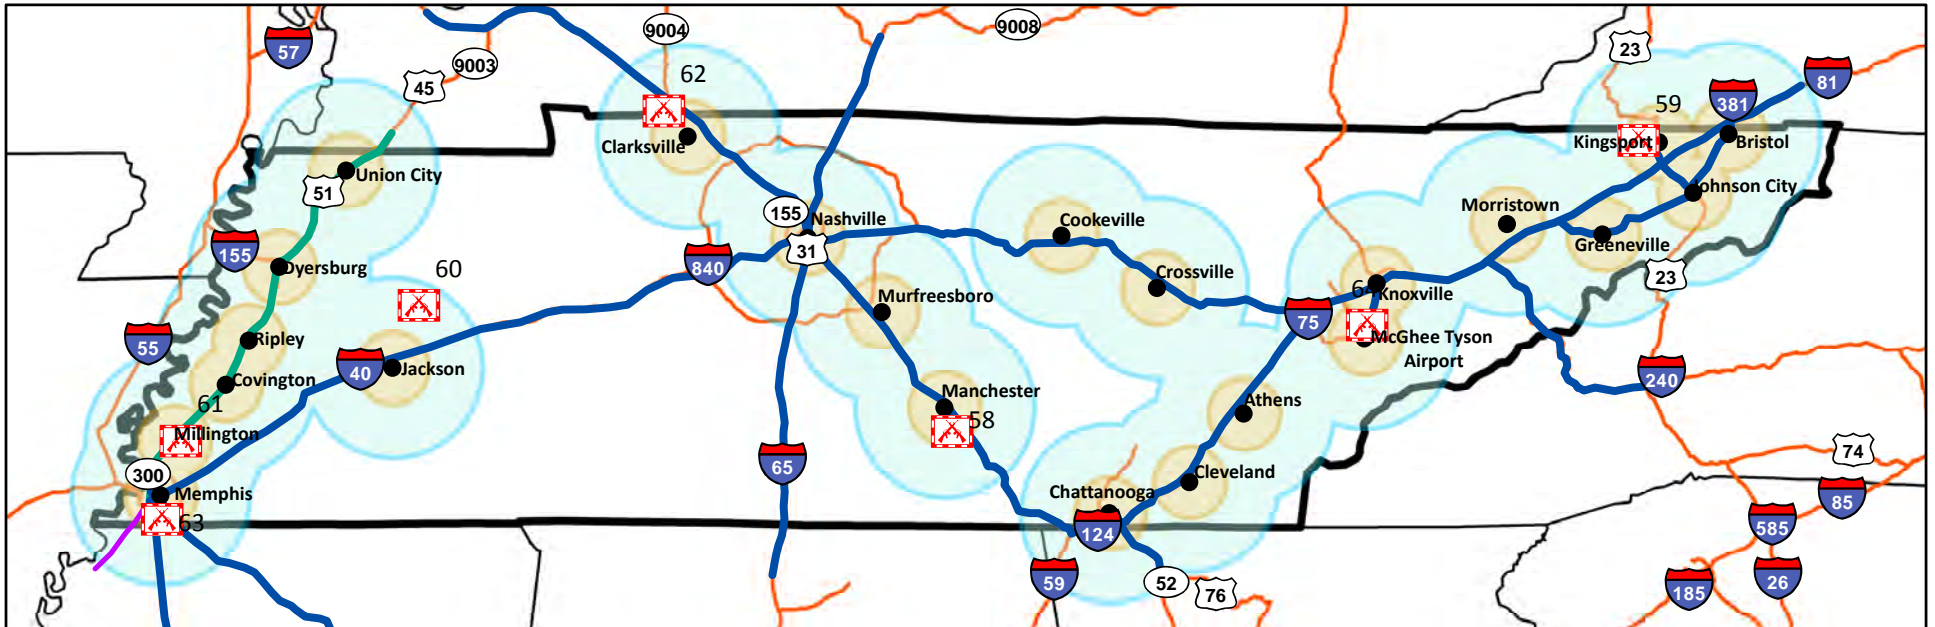 57
9003
45
9004
62
9008
23
59
381
81
Clarksville
Kingsport
Bristol
Union City
51
155
Nashville
31
Johnson City
Morristown
Greeneville
23
155
Dyersburg
60
840
Cookeville
Crossville
Murfreesboro
64
Knoxville
75
McGhee Tyson
Airport
55
Ripley
40
Jackson
Covington
61
Millington
Manchester
58
Athens
240
74
65
300
Memphis
63
Cleveland
Chattanooga
124
85
585
59
52
76
185
26